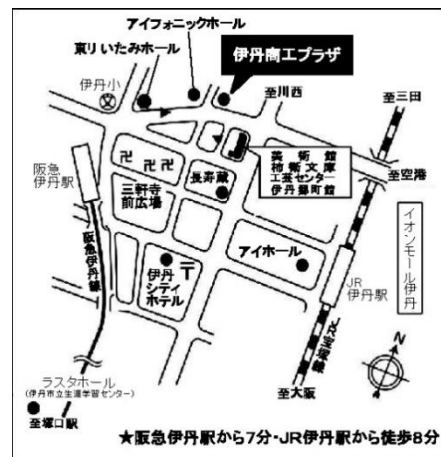 アイフォニックホール
東リいたみホール
伊丹商工プラザ
伊丹小
至川西
至三田
美術館
柿衞文庫
工芸センター
伊丹郷町館
至空港
阪急
伊丹駅
卍 卍 卍
三軒寺
前広場
長寿蔵
イオンモール伊丹
アイホール
阪急伊丹線
伊丹
シティ
ホテル
〒
JR
伊丹駅
JR宝塚線
N
ラスタホール
(伊丹市立生涯学習センター)
至塚口駅
至大阪
★阪急伊丹駅から7分・JR伊丹駅から徒歩8分